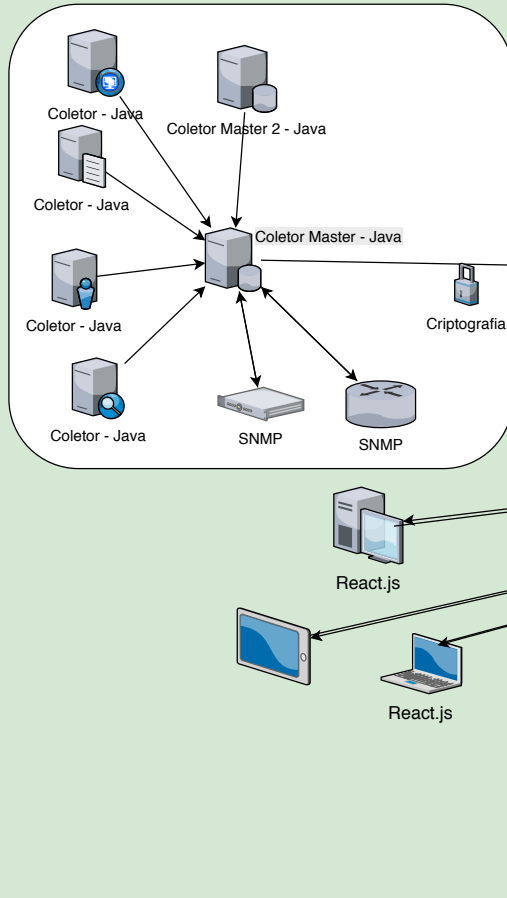 Coletor - Java
Coletor Master 2 - Java
Coletor - Java
Coletor Master - Java
Coletor - Java
Criptografia
Coletor - Java
SNMP
SNMP
React.js
React.js